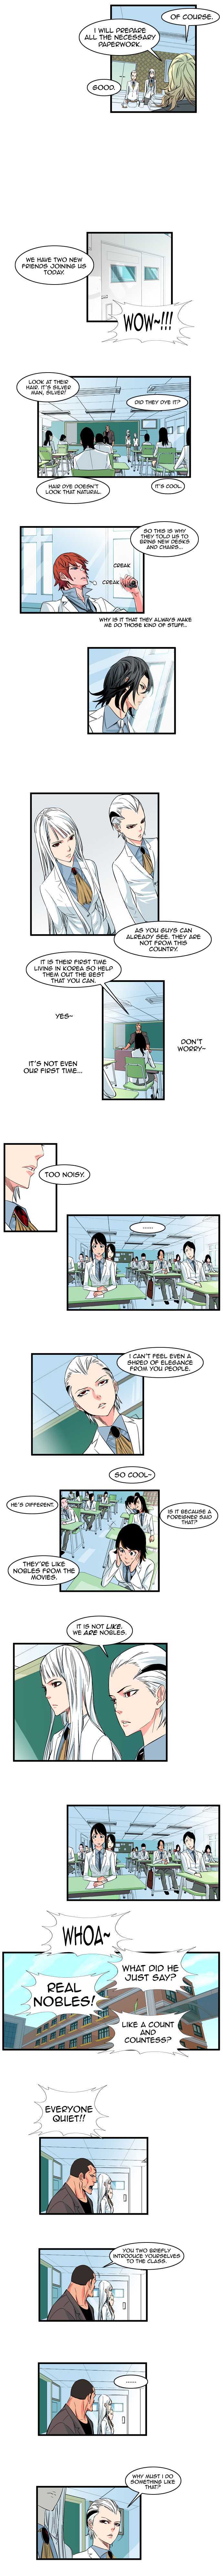 OF COURSE.
I WILL PREPARE
ALL THE NECESSARY
PAPERWORK.
GOOD.
WE HAVE TWO NEW
FRIENDS JOINING US
TODAY.
WOW~!!!
LOOK AT THEIR
HAIR. IT'S SILVER
MAN, SILVER!
DID THEY DYE IT?
HAIR DYE DOESN'T
LOOK THAT NATURAL.
IT'S COOL.
SO THIS IS WHY
THEY TOLD US TO
BRING NEW DESKS
AND CHAIRS...
CREAK
CREAK
WHY IS IT THAT THEY ALWAYS MAKE
ME DO THOSE KIND OF STUFF...
AS YOU GUYS CAN
ALREADY SEE. THEY ARE
NOT FROM THIS
COUNTRY.
IT IS THEIR FIRST TIME
LIVING IN KOREA SO HELP
THEM OUT THE BEST
THAT YOU CAN.
YES~
DON'T
WORRY~
IT'S NOT EVEN
OUR FIRST TIME...
TOO NOISY.
......
I CAN'T FEEL EVEN A
SHRED OF ELEGANCE
FROM YOU PEOPLE.
SO COOL~
HE'S DIFFERENT.
IS IT BECAUSE A
FOREIGNER SAID
THAT?
THEY'RE LIKE
NOBLES FROM THE
MOVIES.
IT IS NOT LIKE.
WE ARE NOBLES.
WHOA~
WHAT DID HE
JUST SAY?
REAL
NOBLES!
LIKE A COUNT
AND
COUNTESS?
EVERYONE
QUIET!!
YOU TWO BRIEFLY
INTRODUCE YOURSELVES
TO THE CLASS.
......
WHY MUST I DO
SOMETHING LIKE
THAT?